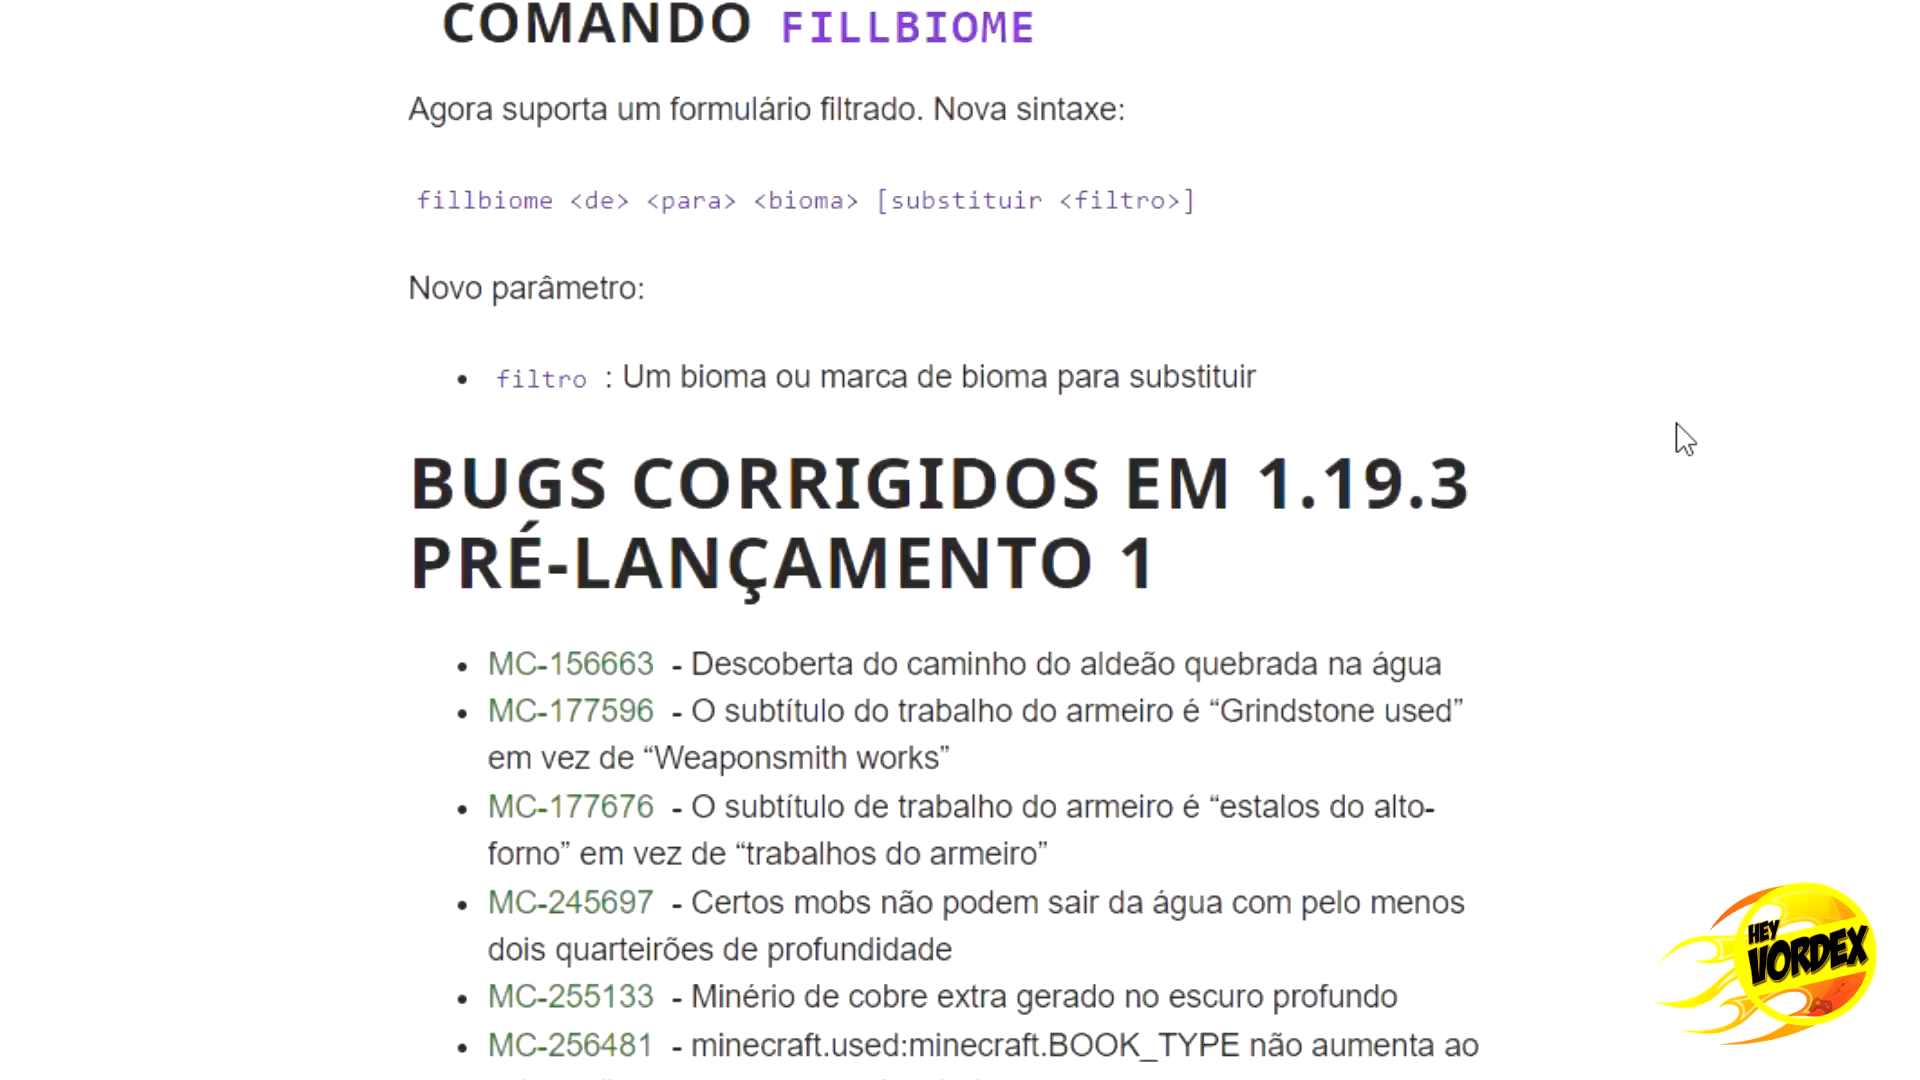 COMANDO FILLBIOME
Agora suporta um formulário filtrado. Nova sintaxe:
fillbiome <de> <para> <bioma> [substituir <filtro>]
Novo parâmetro:
• filtro : Um bioma ou marca de bioma para substituir
BUGS CORRIGIDOS EM 1.19.3
PRÉ-LANÇAMENTO 1
• MC-156663 - Descoberta do caminho do aldeão quebrada na água
• MC-177596 - O subtítulo do trabalho do armeiro é “Grindstone used”
em vez de “Weaponsmith works”
• MC-177676 - O subtítulo de trabalho do armeiro é “estalos do alto-
forno” em vez de “trabalhos do armeiro”
• MC-245697 - Certos mobs não podem sair da água com pelo menos
dois quarteirões de profundidade
• MC-255133 - Minério de cobre extra gerado no escuro profundo
• MC-256481 - minecraft.used:minecraft.BOOK_TYPE não aumenta ao
HEY
VORDEX